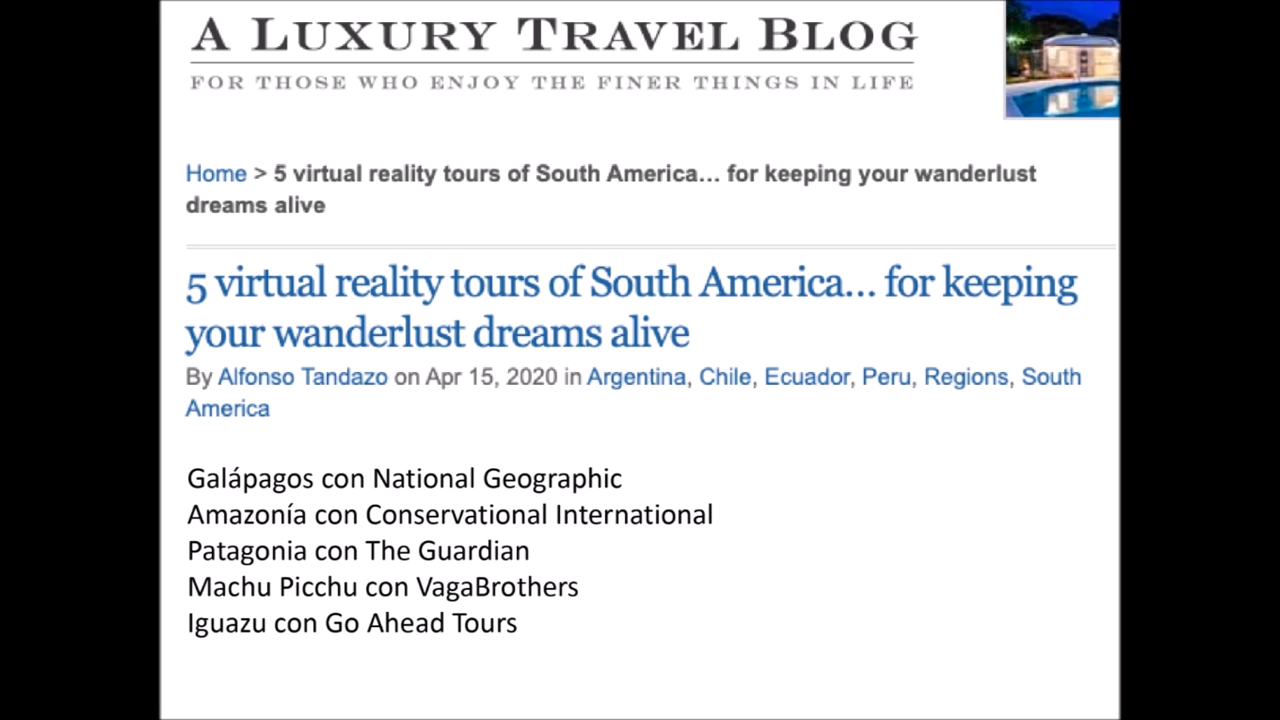 A LUXURY TRAVEL BLOG
FOR THOSE WHO ENJOY THE FINER THINGS IN LIFE
Home > 5 virtual reality tours of South America… for keeping your wanderlust
dreams alive
5 virtual reality tours of South America… for keeping
your wanderlust dreams alive
By Alfonso Tandazo on Apr 15, 2020 in Argentina, Chile, Ecuador, Peru, Regions, South
America
Galápagos con National Geographic
Amazonía con Conservational International
Patagonia con The Guardian
Machu Picchu con VagaBrothers
Iguazu con Go Ahead Tours